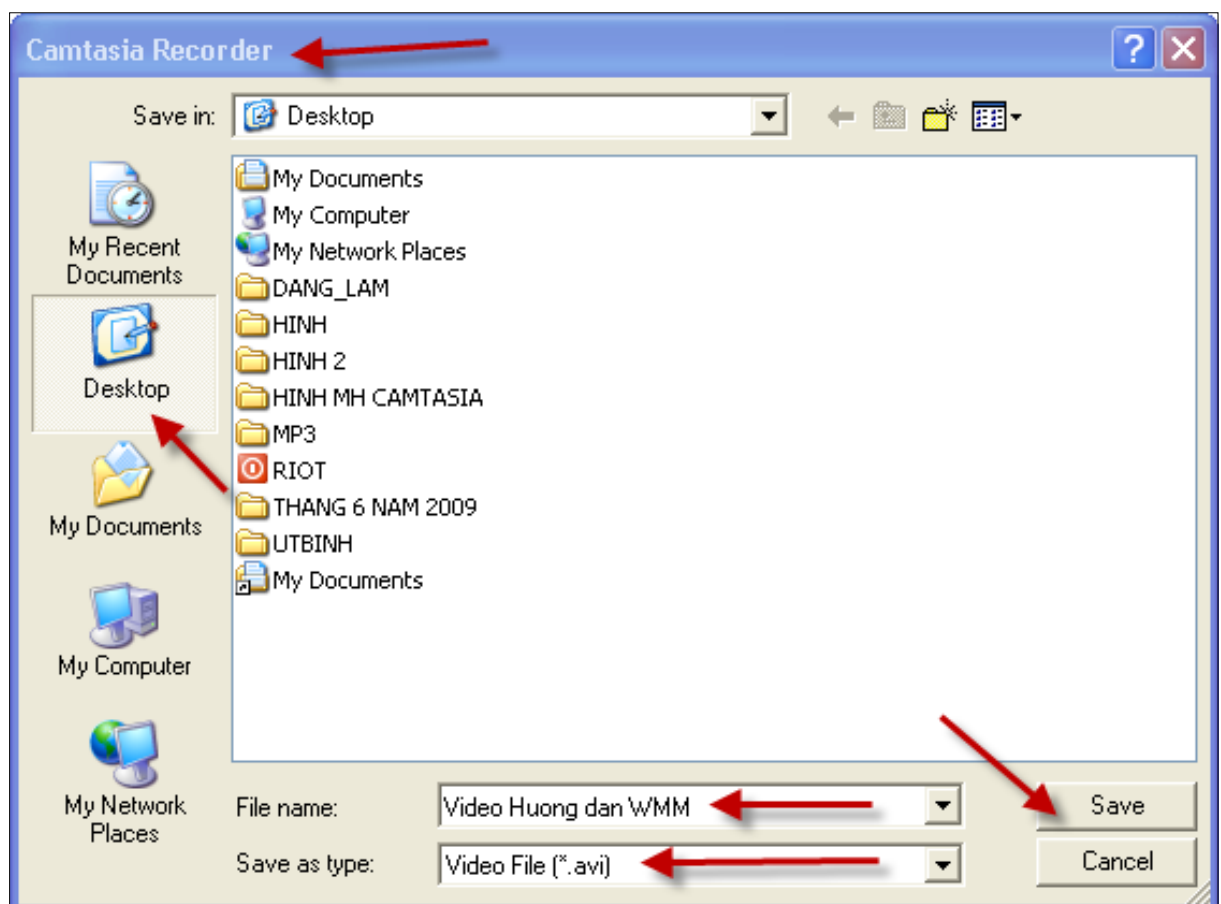 Camtasia Recorder
Save in:
Desktop
My Recent
Documents
Desktop
My Documents
My Computer
My Network
Places
My Documents
My Computer
My Network Places
DANG_LAM
HINH
HINH 2
HINH MH CAMTASIA
MP3
RIOT
THANG 6 NAM 2009
UTBINH
My Documents
File name:
Video Huong dan WMM
Save
Save as type:
Video File (*.avi)
Cancel